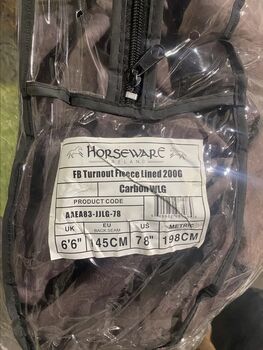 HORSEWARE
IRELAND
FB Turnout Fleece Lined 200G
Carbon WLG
PRODUCT CODE
AAEA83-JJLG-78
UK EU BACK SEAM US METRIC
6'6" 145CM 78" 198CM